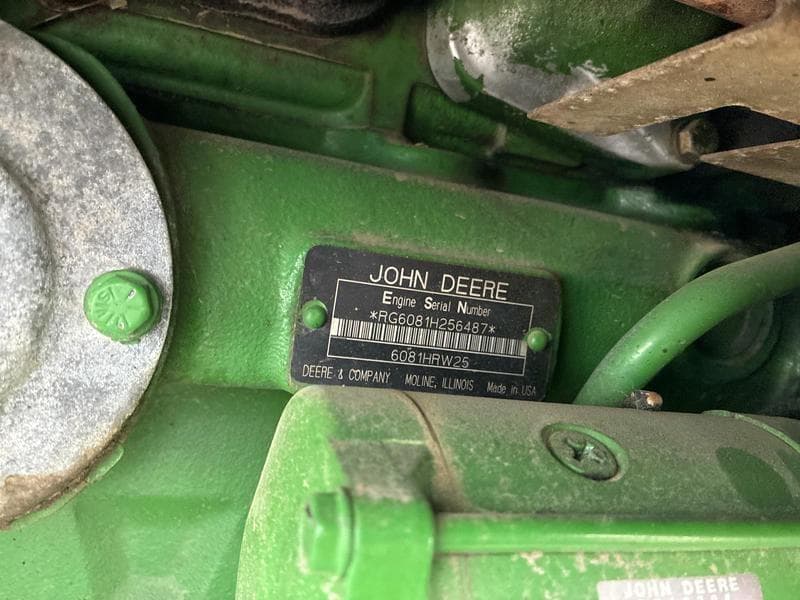 JOHN DEERE
Engine Serial Number
*RG6081H256487*
6081HRW25
DEERE & COMPANY MOLINE, ILLINOIS Made in USA
JOHN DEERE